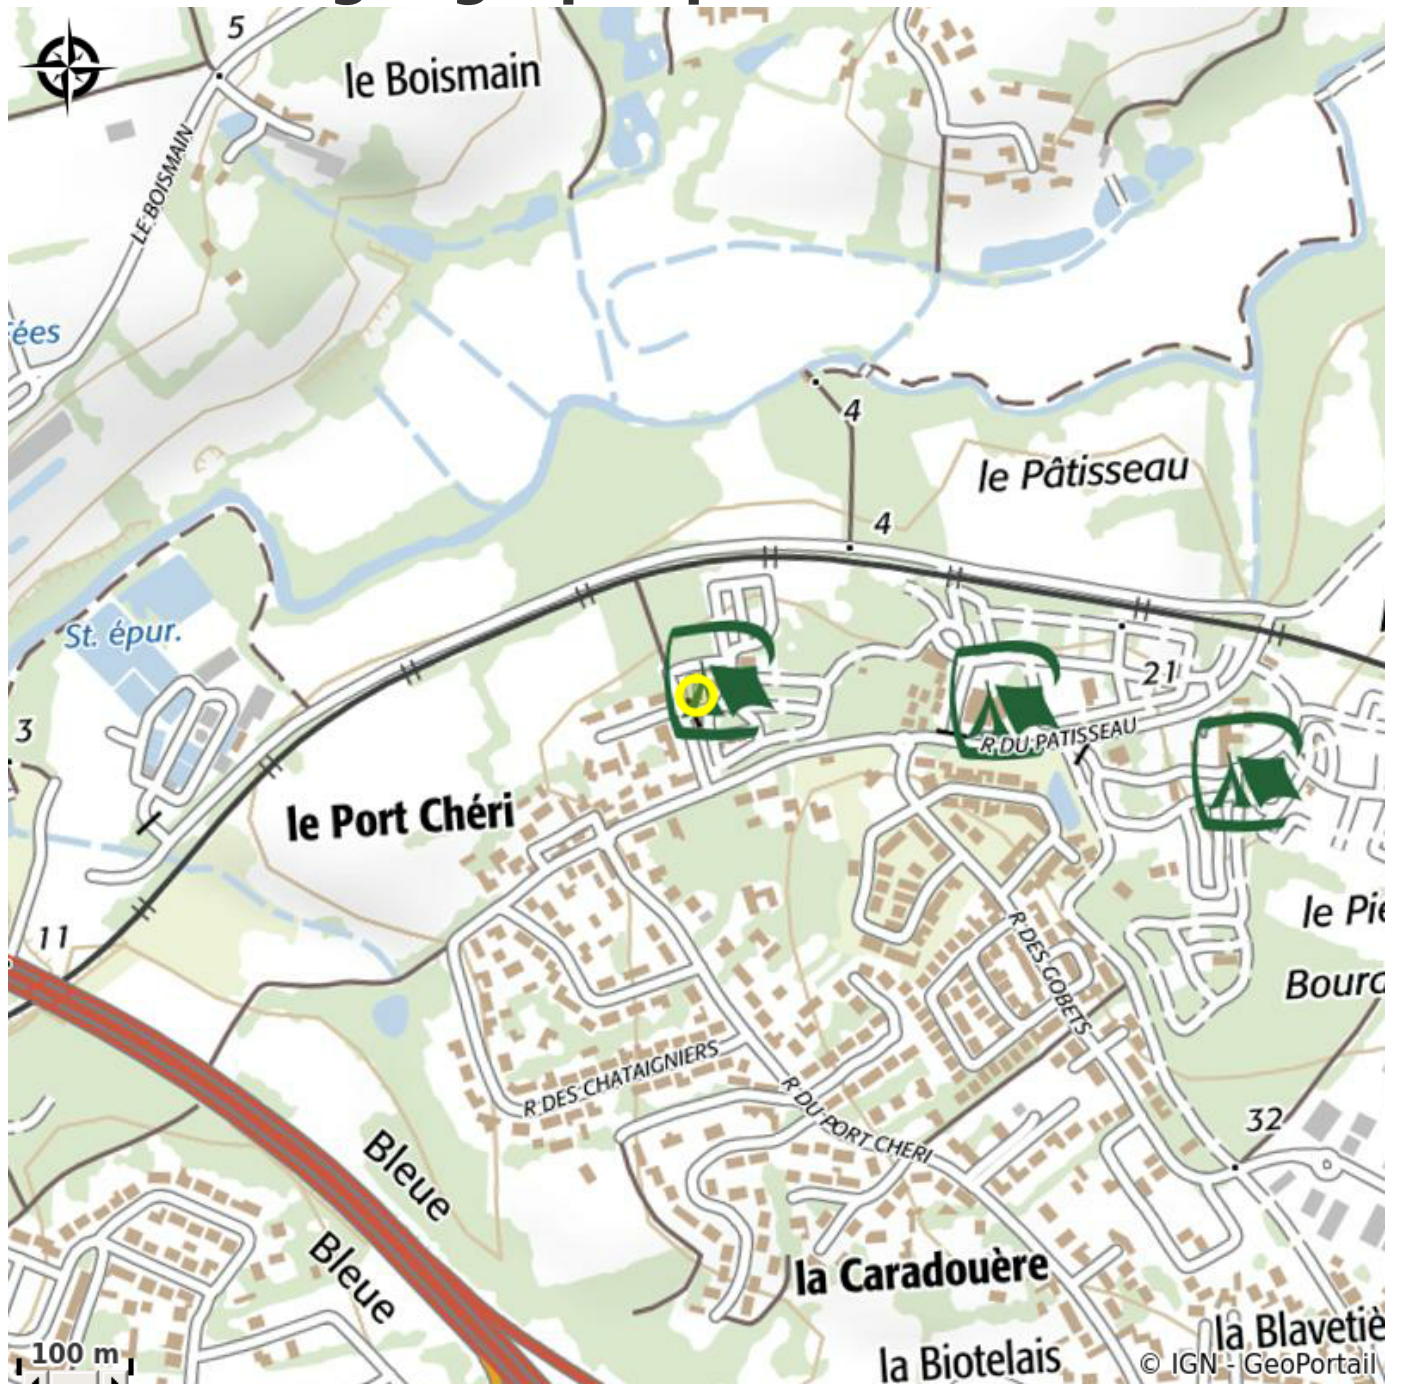 5
le Boismain
LE BOISMAIN
ées
4
le Pâtisseau
4
St. épur.
21
3
R DU PATISSEAU
le Port Chéri
le Pie
11
Bourc
R DES GOBETS
R DES CHATAIGNIERS
R DU PORT CHERI
32
Bleue
Bleue
la Caradouère
la Blavetiè
la Biotelais
100 m
© IGN - GeoPortail